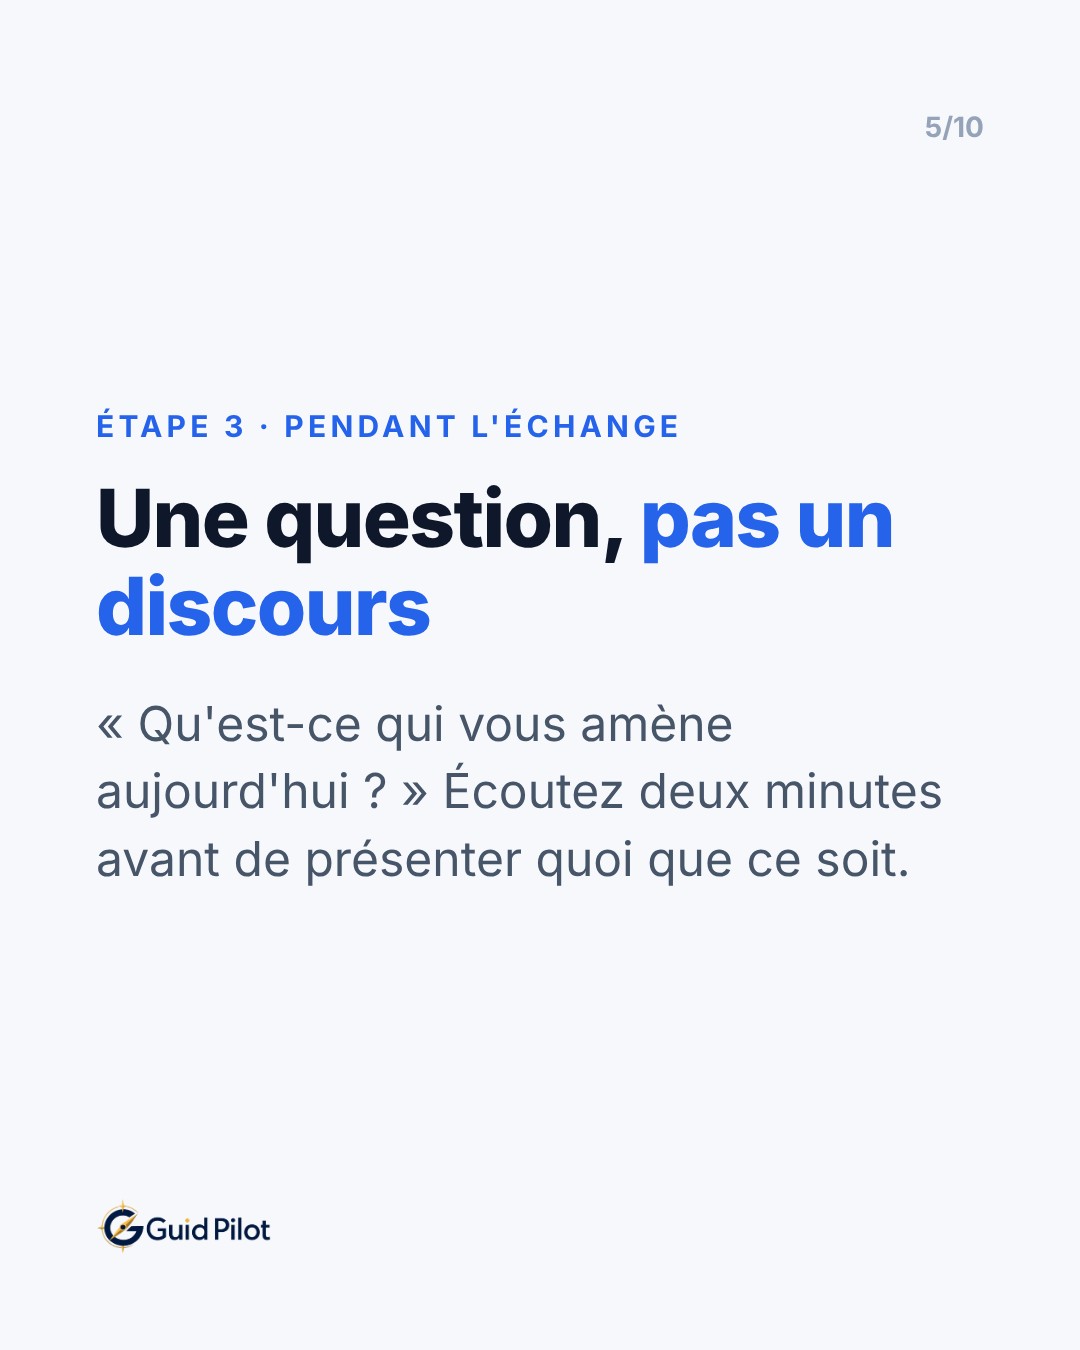 5/10
ÉTAPE 3 · PENDANT L'ÉCHANGE
Une question, pas un
discours
« Qu'est-ce qui vous amène
aujourd'hui ? » Écoutez deux minutes
avant de présenter quoi que ce soit.
Guid Pilot